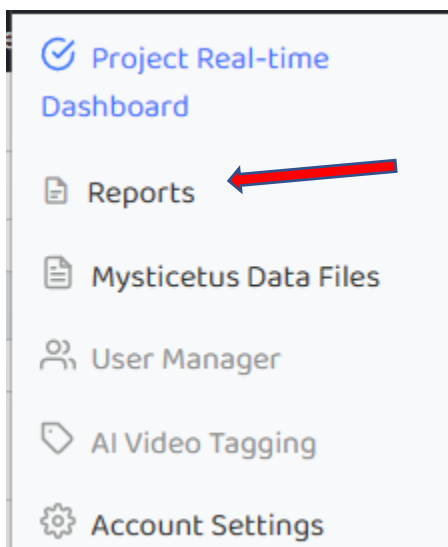 Project Real-time
Dashboard
Reports
Mysticetus Data Files
User Manager
AI Video Tagging
Account Settings